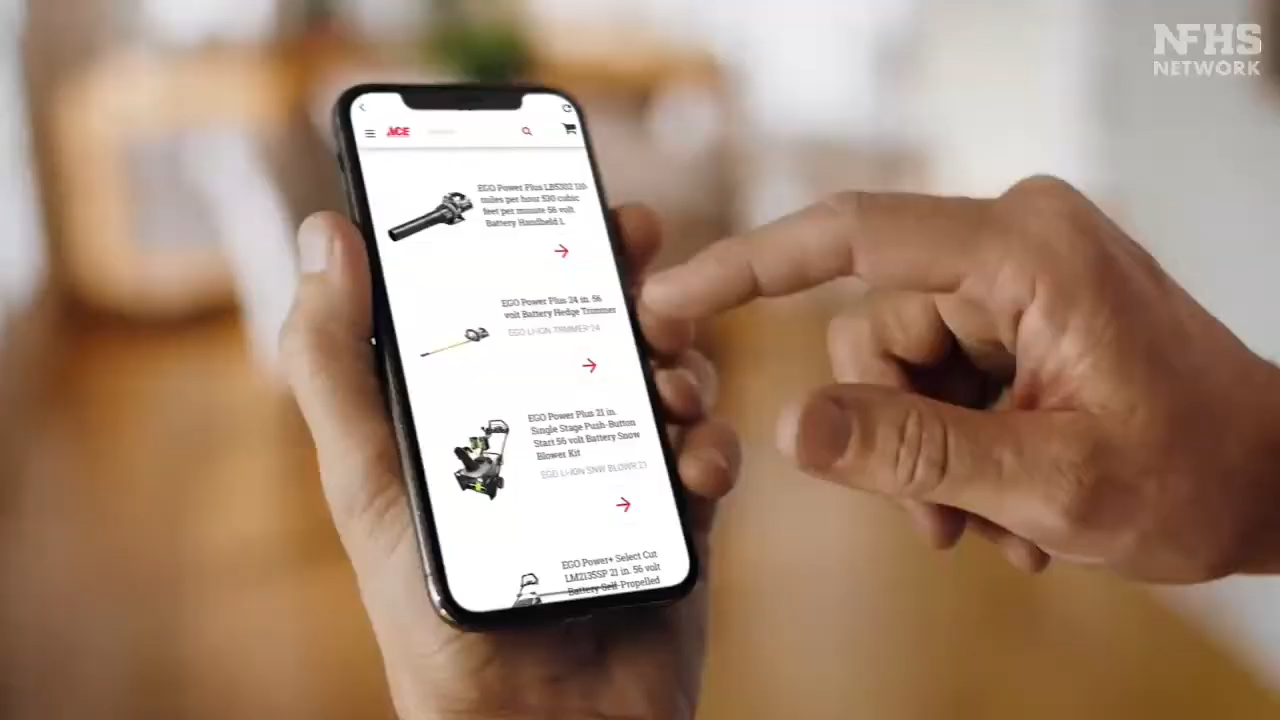 NFHS
NETWORK
ACE
EGO Power Plus LB5302 110
miles per hour 530 cubic
feet per minute 56 volt
Battery Handheld L
EGO Power Plus 24 in. 56
volt Battery Hedge Trimmer
EGO LI-ION TRIMMER 24
EGO Power Plus 21 in.
Single Stage Push-Button
Start 56 volt Battery Snow
Blower Kit
EGO LI-ION SNW BLOWR 21
EGO Power+ Select Cut
LM2135SP 21 in. 56 volt
Battery Self-Propelled